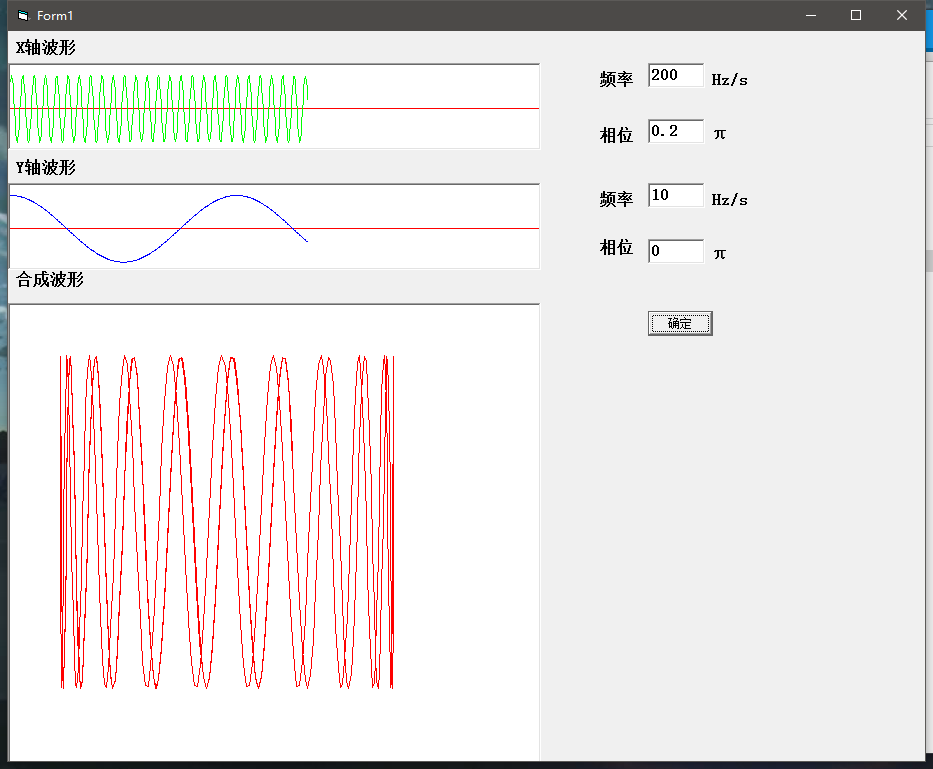 Form1
X轴波形
频率 200 Hz/s
相位 0.2 π
Y轴波形
频率 10 Hz/s
相位 0 π
合成波形
确定